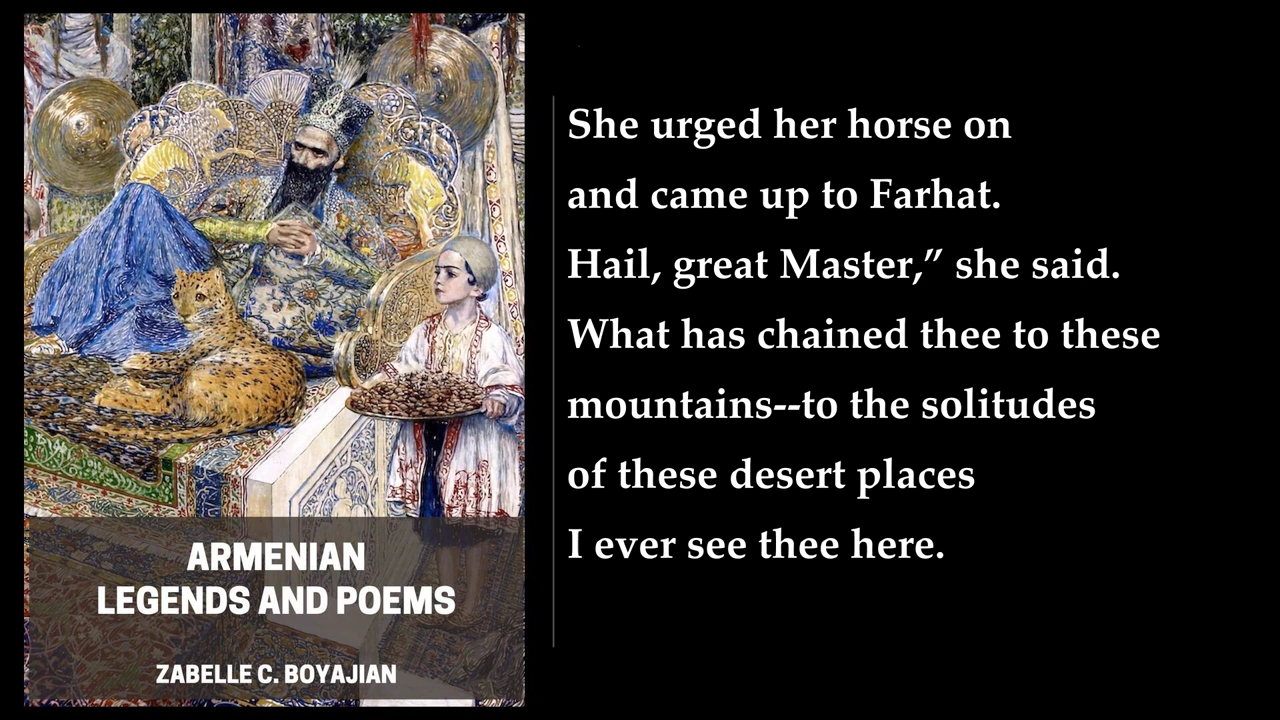 ARMENIAN
LEGENDS AND POEMS
ZABELLE C. BOYAJIAN
She urged her horse on
and came up to Farhat.
Hail, great Master,” she said.
What has chained thee to these
mountains--to the solitudes
of these desert places
I ever see thee here.